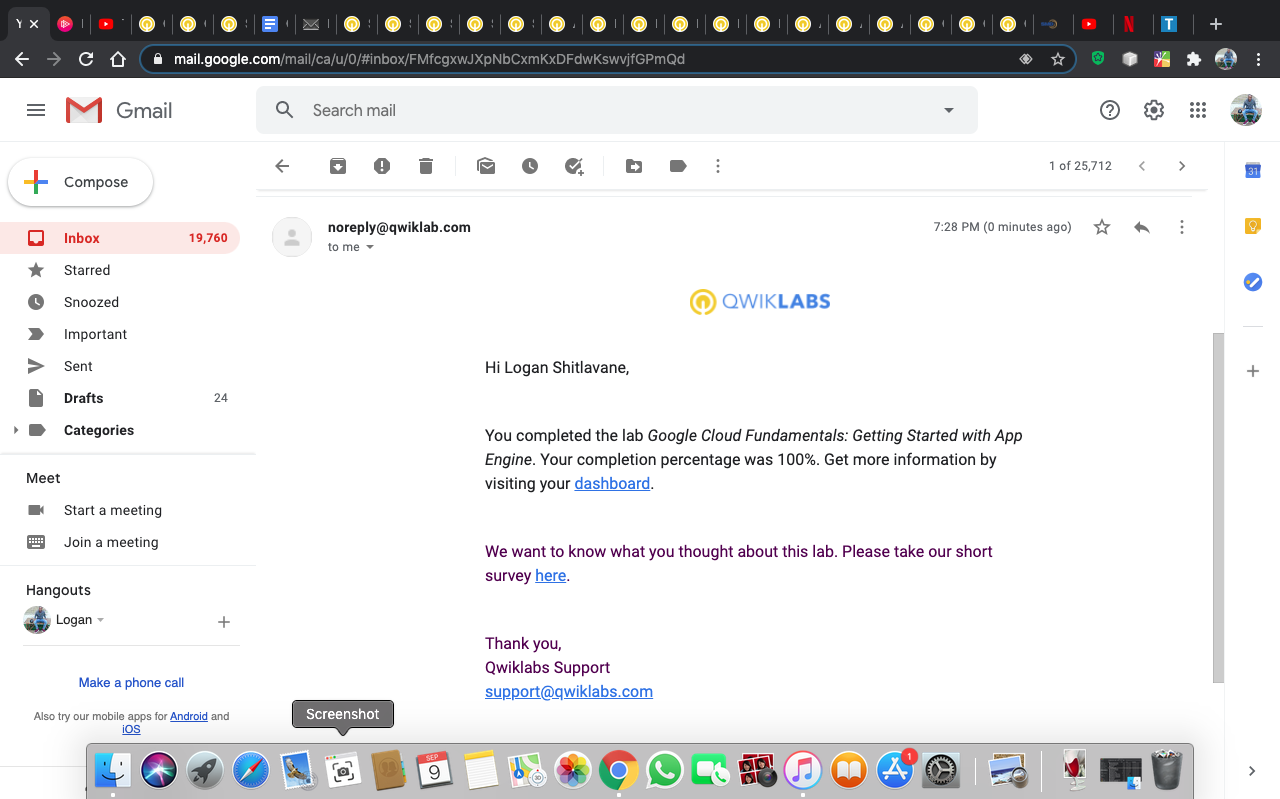 Y
mail.google.com/mail/ca/u/0/#inbox/FMfcgxwJXpNbCxmKxDFdwKswvjfGPmQd
Gmail
Search mail
Compose
1 of 25,712
31
Inbox 19,760
Starred
Snoozed
Important
Sent
Drafts 24
Categories
Meet
Start a meeting
Join a meeting
Hangouts
Logan
Make a phone call
Also try our mobile apps for Android and
iOS
noreply@qwiklab.com
7:28 PM (0 minutes ago)
to me
QWIKLABS
Hi Logan Shitlavane,
You completed the lab Google Cloud Fundamentals: Getting Started with App
Engine. Your completion percentage was 100%. Get more information by
visiting your dashboard.
We want to know what you thought about this lab. Please take our short
survey here.
Thank you,
Qwiklabs Support
support@qwiklabs.com
Screenshot
SEP
9
1